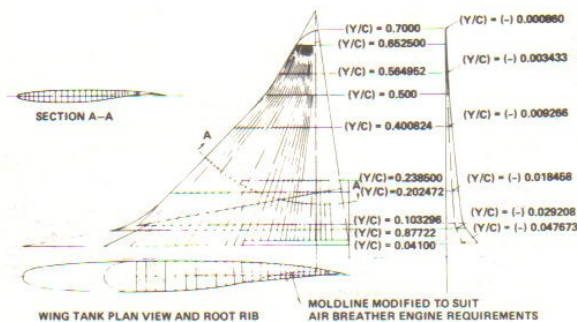 (Y/C) = 0.7000
(Y/C) = (-) 0.000860
(Y/C) = 0.652500
(Y/C) = 0.564952
(Y/C) = (-) 0.003433
(Y/C) = 0.500
SECTION A-A
A
(Y/C) = 0.400824
(Y/C) = (-) 0.009266
(Y/C) = 0.238500
A
(Y/C) = 0.202472
(Y/C) = (-) 0.018458
(Y/C) = 0.103296
(Y/C) = (-) 0.029208
(Y/C) = 0.87722
(Y/C) = (-) 0.047673
(Y/C) = 0.04100
WING TANK PLAN VIEW AND ROOT RIB
MOLDLINE MODIFIED TO SUIT
AIR BREATHER ENGINE REQUIREMENTS